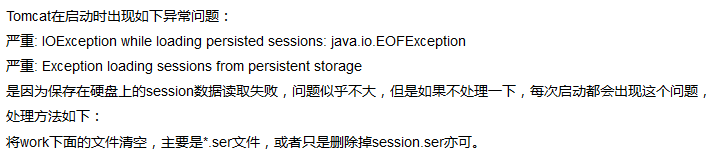 Tomcat在启动时出现如下异常问题：
严重: IOException while loading persisted sessions: java.io.EOFException
严重: Exception loading sessions from persistent storage
是因为保存在硬盘上的session数据读取失败，问题似乎不大，但是如果不处理一下，每次启动都会出现这个问题，
处理方法如下：
将work下面的文件清空，主要是*.ser文件，或者只是删除掉session.ser亦可。